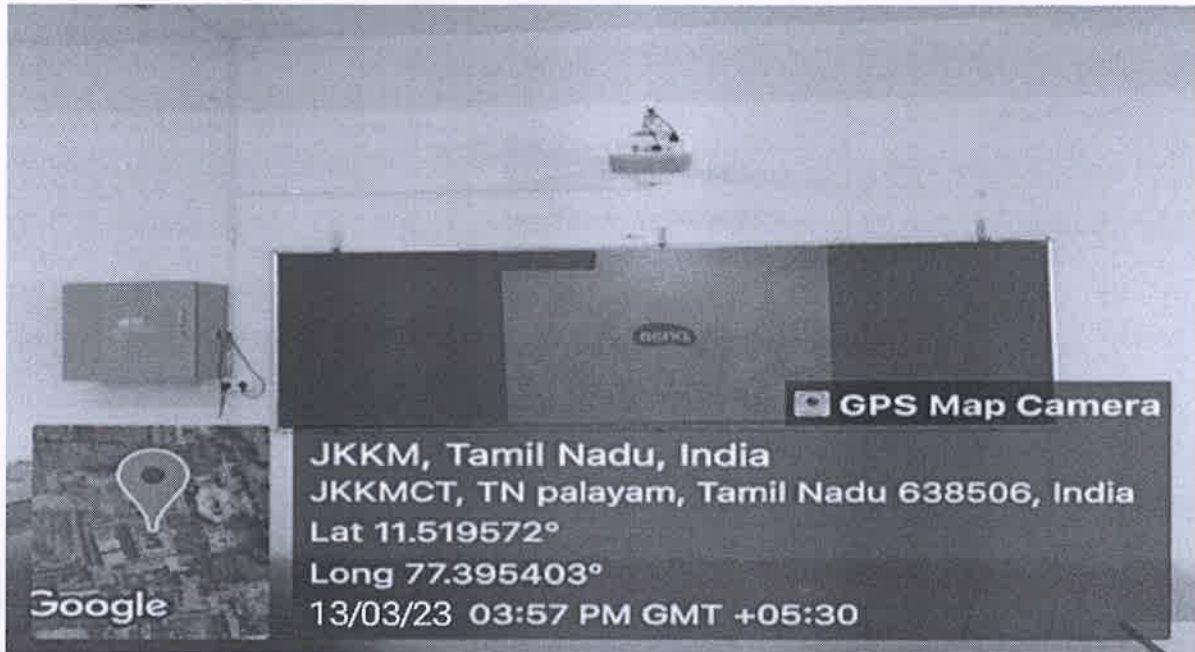 BenQ
GPS Map Camera
JKKM, Tamil Nadu, India
JKKMCT, TN palayam, Tamil Nadu 638506, India
Lat 11.519572°
Long 77.395403°
13/03/23 03:57 PM GMT +05:30
Google